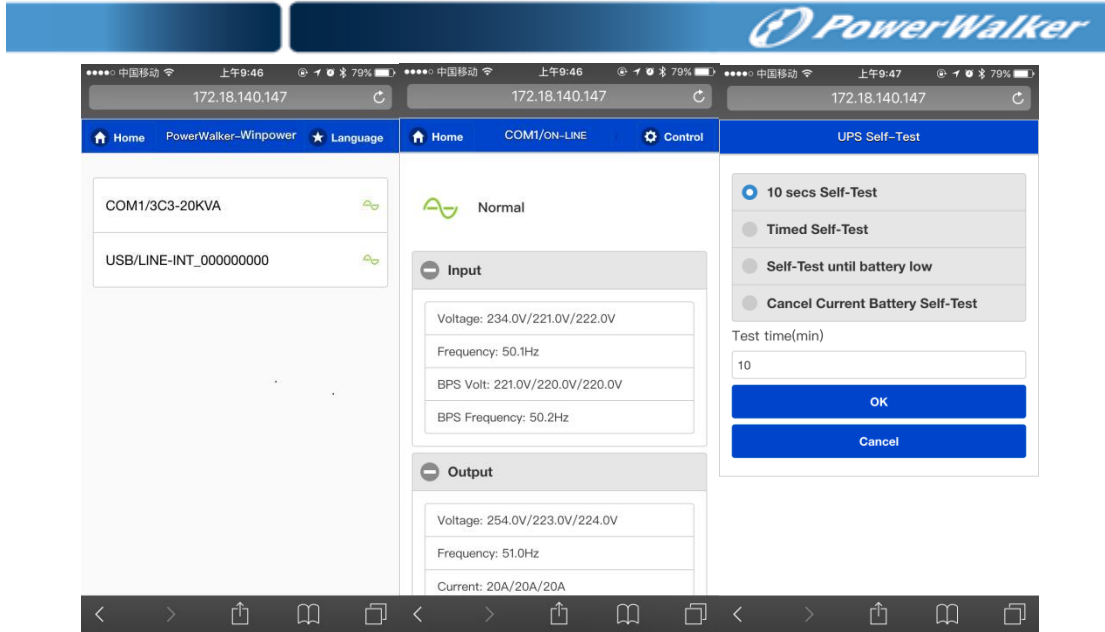 PowerWalker
中国移动 上午9:46 79%
172.18.140.147
Home PowerWalker-Winpower Language
COM1/3C3-20KVA
USB/LINE-INT_000000000
中国移动 上午9:46 79%
172.18.140.147
Home COM1/ON-LINE Control
Normal
Input
Voltage: 234.0V/221.0V/222.0V
Frequency: 50.1Hz
BPS Volt: 221.0V/220.0V/220.0V
BPS Frequency: 50.2Hz
Output
Voltage: 254.0V/223.0V/224.0V
Frequency: 51.0Hz
Current: 20A/20A/20A
中国移动 上午9:47 79%
172.18.140.147
UPS Self-Test
10 secs Self-Test
Timed Self-Test
Self-Test until battery low
Cancel Current Battery Self-Test
Test time(min)
10
OK
Cancel